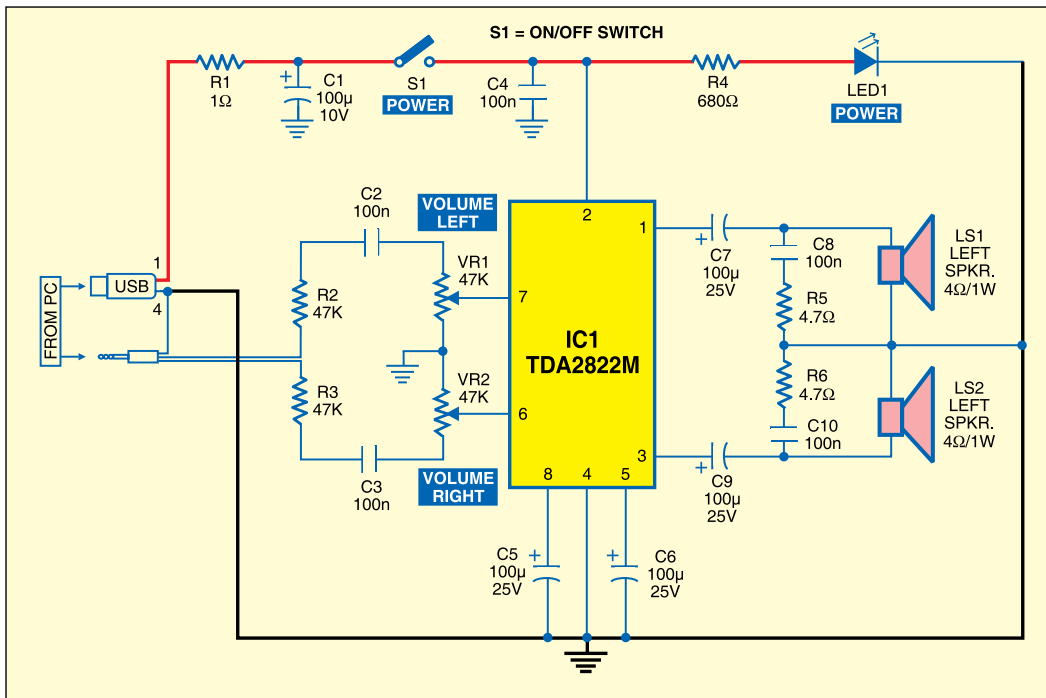 S1 = ON/OFF SWITCH
R1
1Ω
+
C1
100µ
10V
S1
POWER
C4
100n
R4
680Ω
LED1
POWER
C2
100n
VOLUME
LEFT
2
1
+
C7
100µ
25V
C8
100n
LS1
LEFT
SPKR.
4Ω/1W
FROM PC
USB
1
4
R2
47K
VR1
47K
7
R5
4.7Ω
IC1
TDA2822M
R3
47K
VR2
47K
6
R6
4.7Ω
LS2
LEFT
SPKR.
4Ω/1W
C10
100n
C3
100n
VOLUME
RIGHT
3
+
C9
100µ
25V
8
4
5
C5
100µ
25V
+
+
C6
100µ
25V